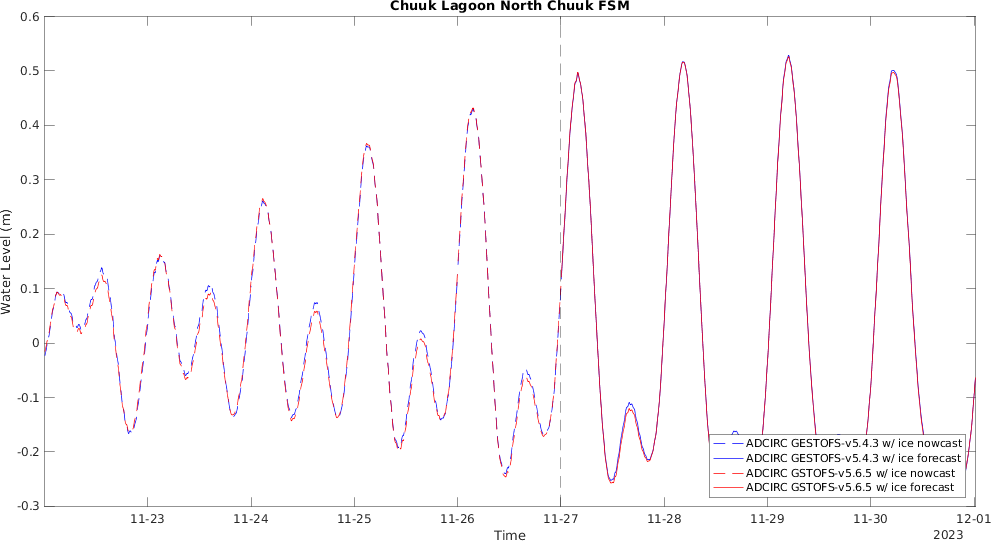 Chuuk Lagoon North Chuuk FSM
0.6
0.5
0.4
0.3
0.2
0.1
0
-0.1
-0.2
-0.3
Water Level (m)
11-23
11-24
11-25
11-26
11-27
11-28
11-29
11-30
12-01
Time
2023
ADCIRC GESTOFS-v5.4.3 w/ ice nowcast
ADCIRC GESTOFS-v5.4.3 w/ ice forecast
ADCIRC GSTOFS-v5.6.5 w/ ice nowcast
ADCIRC GSTOFS-v5.6.5 w/ ice forecast